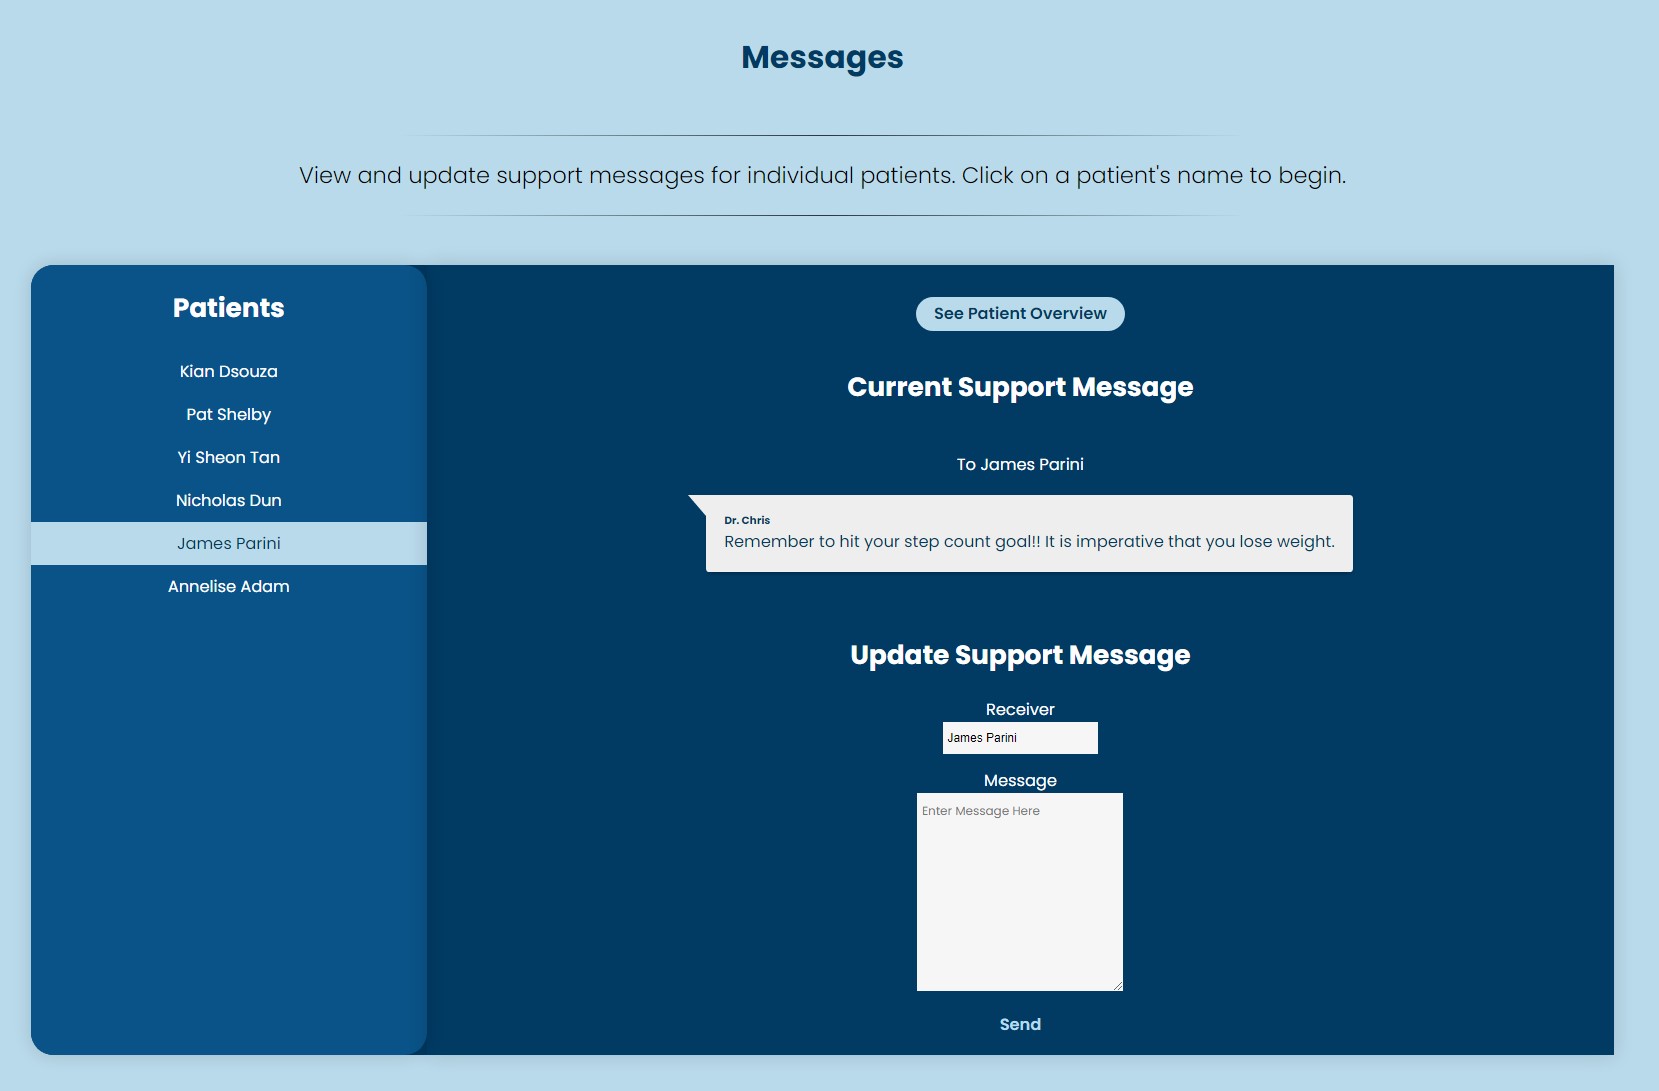 Messages
View and update support messages for individual patients. Click on a patient's name to begin.
Patients
Kian Dsouza
Pat Shelby
Yi Sheon Tan
Nicholas Dun
James Parini
Annelise Adam
See Patient Overview
Current Support Message
To James Parini
Dr. Chris
Remember to hit your step count goal!! It is imperative that you lose weight.
Update Support Message
Receiver
James Parini
Message
Enter Message Here
Send